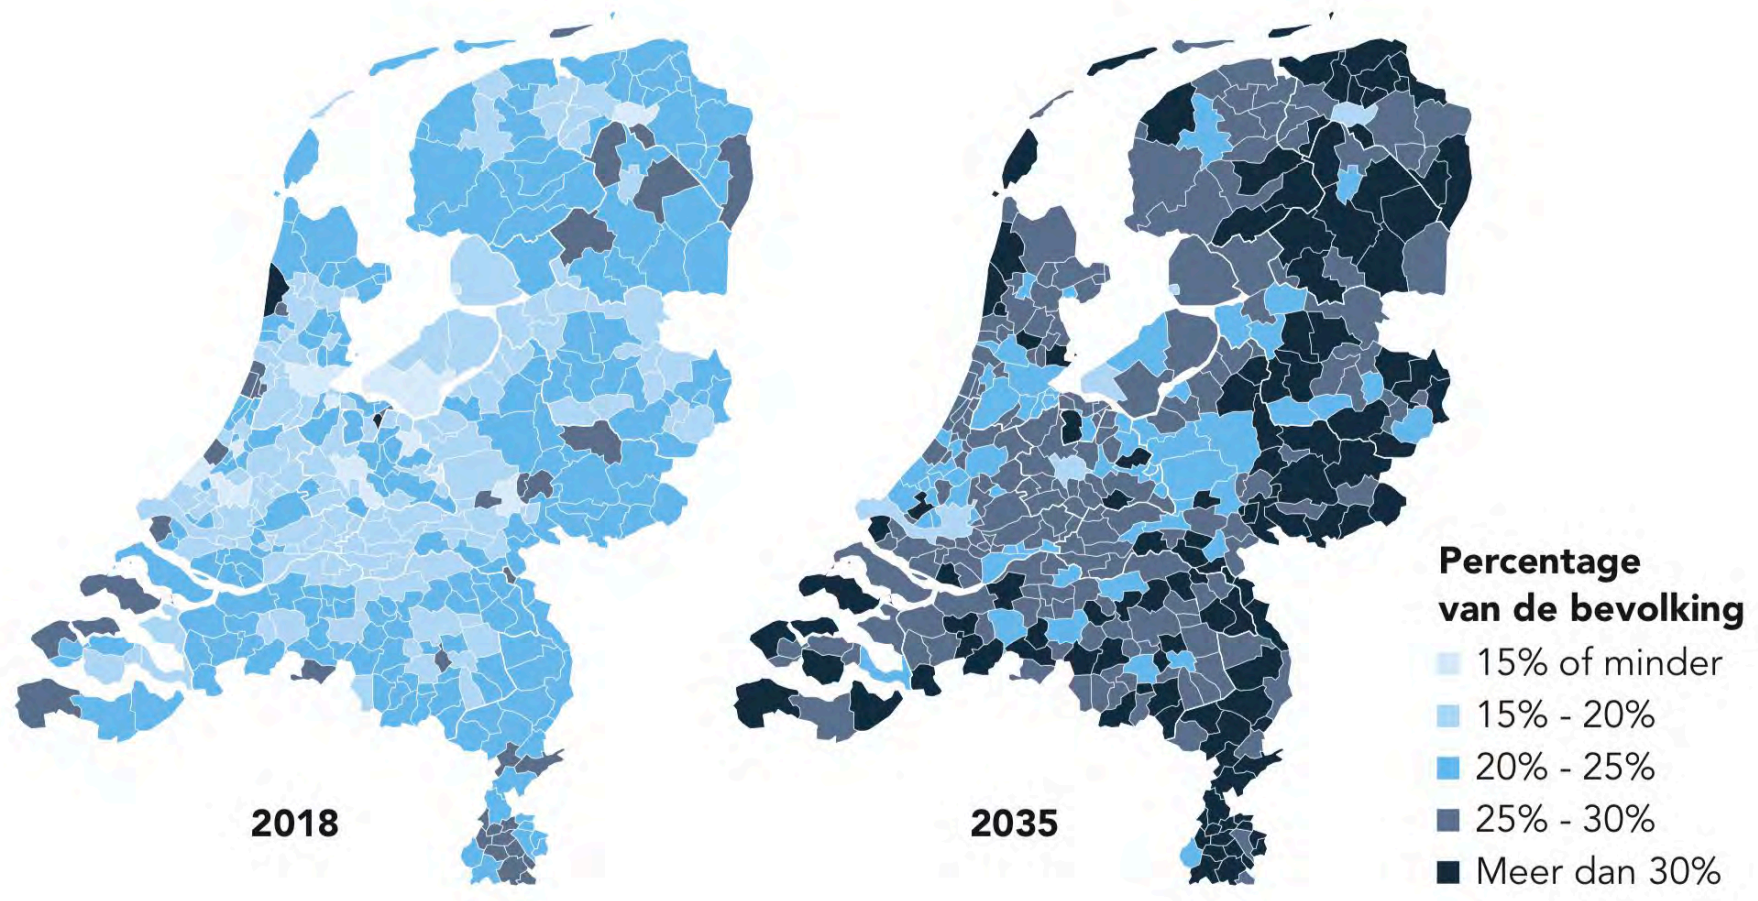 2018
2035
Percentage
van de bevolking
15% of minder
15% - 20%
20% - 25%
25% - 30%
Meer dan 30%